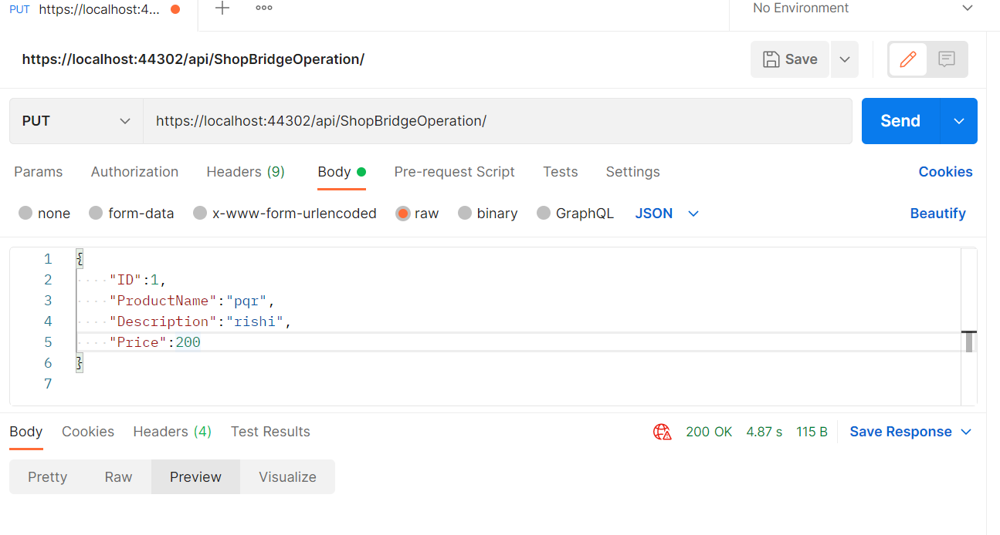 PUT https://localhost:4... No Environment
https://localhost:44302/api/ShopBridgeOperation/ Save
PUT https://localhost:44302/api/ShopBridgeOperation/ Send
Params Authorization Headers (9) Body Pre-request Script Tests Settings Cookies
none form-data x-www-form-urlencoded raw binary GraphQL JSON Beautify
1 {
2 "ID":1,
3 "ProductName":"pqr",
4 "Description":"rishi",
5 "Price":200
6 }
7
Body Cookies Headers (4) Test Results 200 OK 4.87 s 115 B Save Response
Pretty Raw Preview Visualize